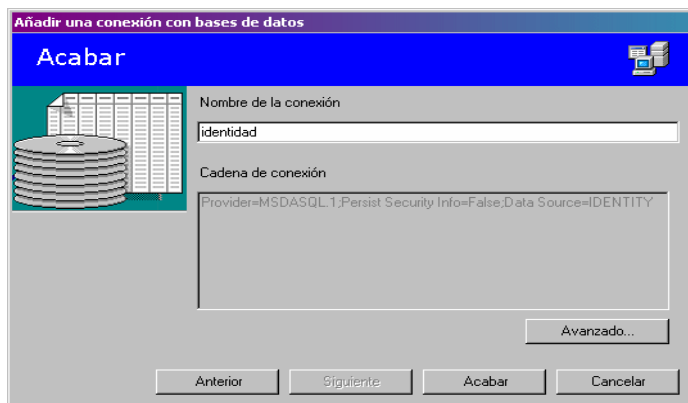 Añadir una conexión con bases de datos
Acabar
Nombre de la conexión
identidad
Cadena de conexión
Provider=MSDASQL.1;Persist Security Info=False;Data Source=IDENTITY
Avanzado...
Anterior
Siguiente
Acabar
Cancelar